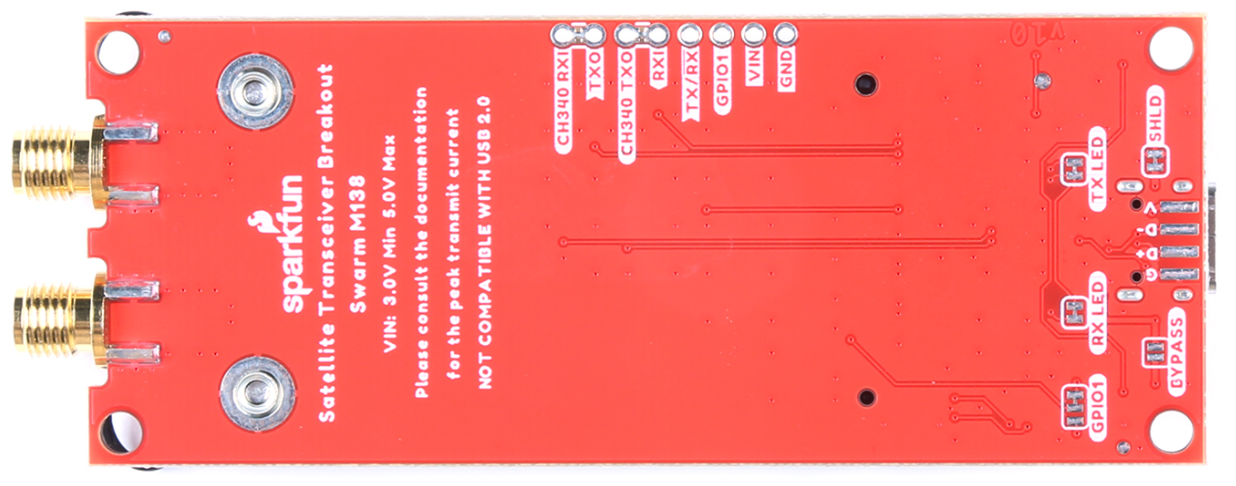 sparkfun
Satellite Transceiver Breakout
Swarm M138
VIN: 3.0V Min 5.0V Max
Please consult the documentation
for the peak transmit current
NOT COMPATIBLE WITH USB 2.0
CH340 RXI
TXO
CH340 TXO
RXI
TX/RX
GPIO1
VIN
GND
v10
TX LED
SHLD
V
D-
D+
G
RX LED
BYPASS
GPIO1